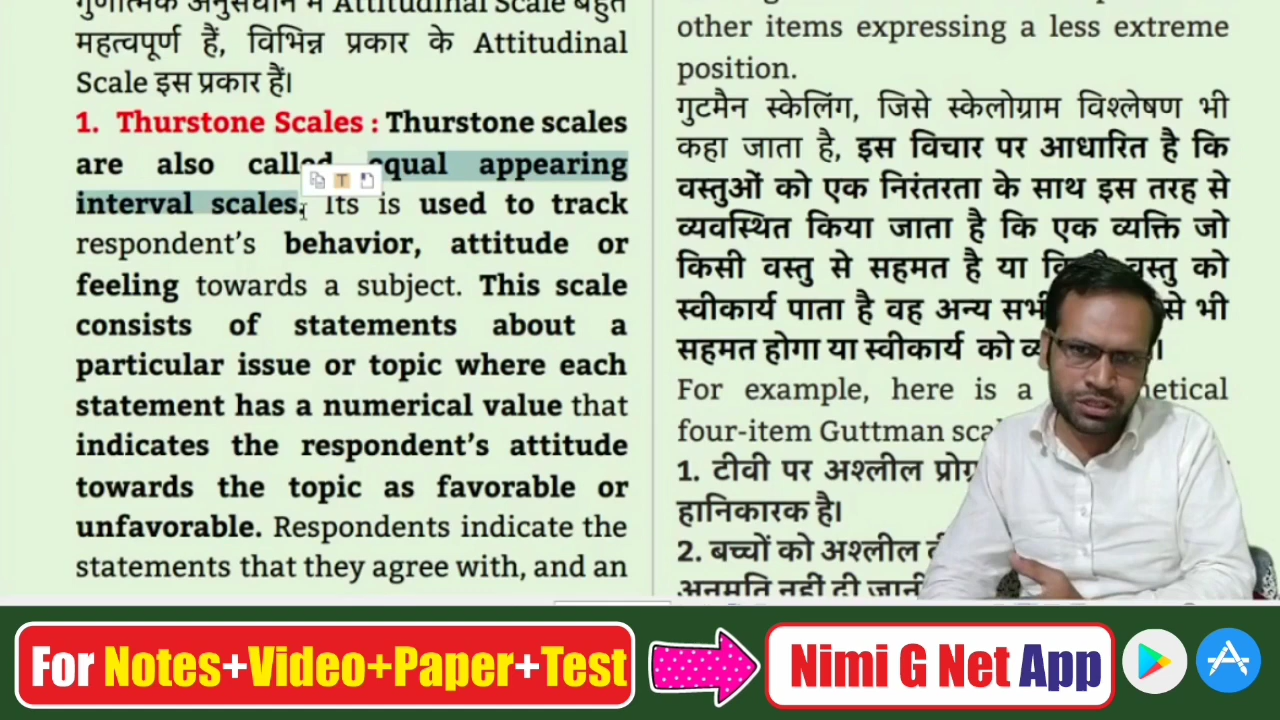 गुणात्मक अनुसंधान में Attitudinal Scale बहुत
महत्वपूर्ण हैं, विभिन्न प्रकार के Attitudinal
Scale इस प्रकार हैं।
1. Thurstone Scales : Thurstone scales
are also called equal appearing
interval scales. Its is used to track
respondent’s behavior, attitude or
feeling towards a subject. This scale
consists of statements about a
particular issue or topic where each
statement has a numerical value that
indicates the respondent’s attitude
towards the topic as favorable or
unfavorable. Respondents indicate the
statements that they agree with, and an
other items expressing a less extreme
position.
गुटमैन स्केलिंग, जिसे स्केलोग्राम विश्लेषण भी
कहा जाता है, इस विचार पर आधारित है कि
वस्तुओं को एक निरंतरता के साथ इस तरह से
व्यवस्थित किया जाता है कि एक व्यक्ति जो
किसी वस्तु से सहमत है या वस्तु को
स्वीकार्य पाता है वह अन्य सभी से भी
सहमत होगा या स्वीकार्य को
For example, here is a
four-item Guttman
1. टीवी पर अश्लील
हानिकारक है।
2. बच्चों को अश्लील
अनुमति नहीं दी
For Notes+Video+Paper+Test
Nimi G Net App